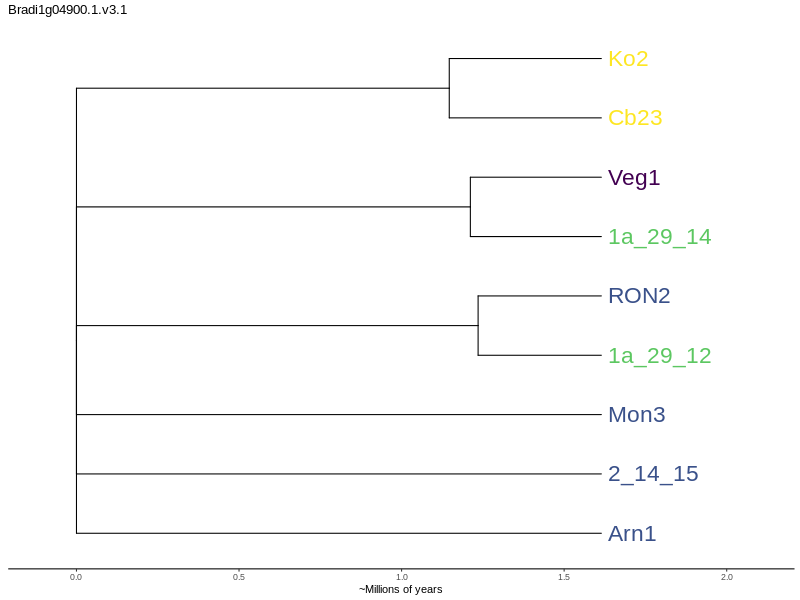 Bradi1g04900.1.v3.1
Ko2
Cb23
Veg1
1a_29_14
RON2
1a_29_12
Mon3
2_14_15
Arn1
0.0 0.5 1.0 1.5 2.0
~Millions of years